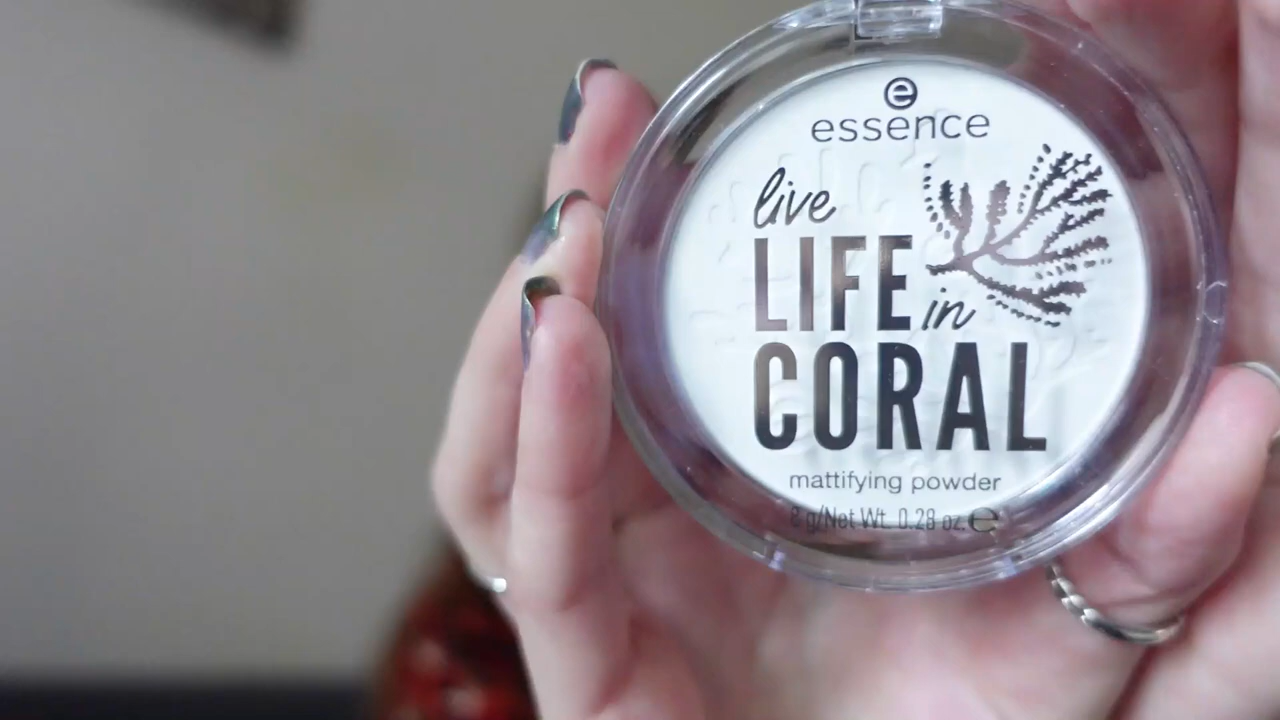 e
essence
live
LIFE in
CORAL
mattifying powder
8 g/Net Wt. 0.28 oz. ℮